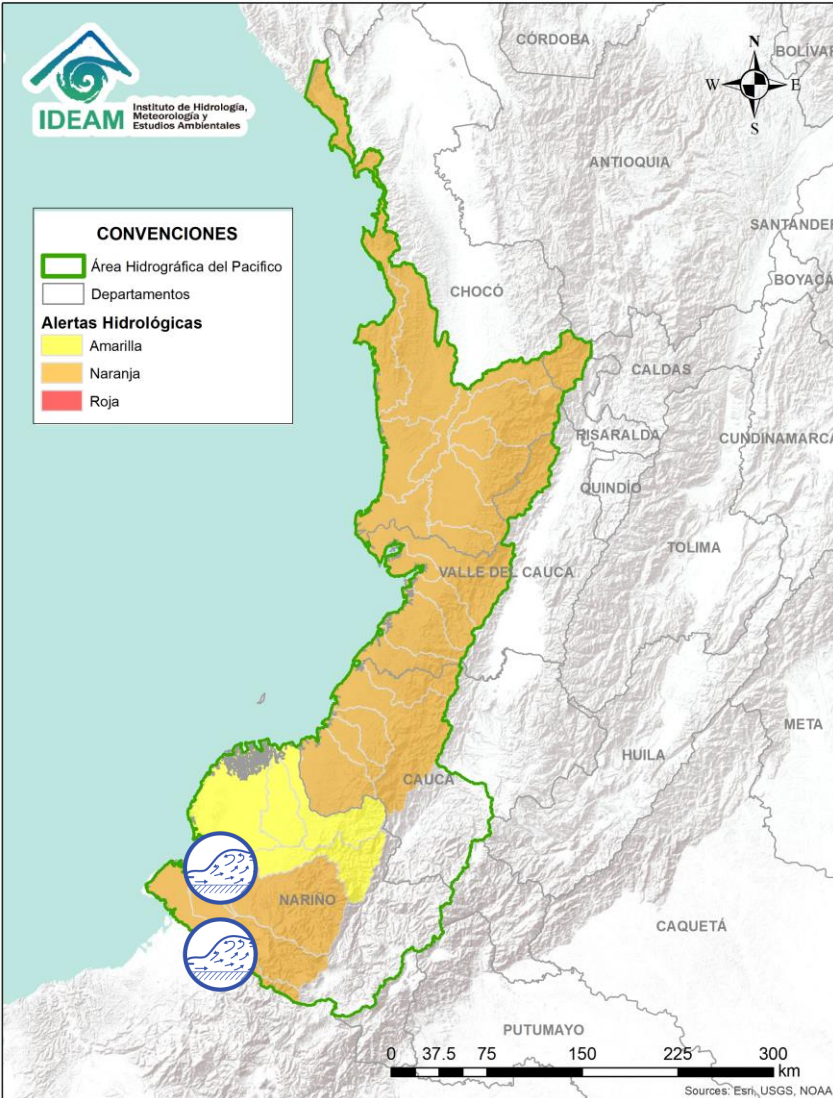 IDEAM
Instituto de Hidrología,
Meteorología y
Estudios Ambientales
N
W
E
S
CONVENCIONES
Área Hidrográfica del Pacifico
Departamentos
Alertas Hidrológicas
Amarilla
Naranja
Roja
CÓRDOBA
BOLÍVAR
ANTIOQUIA
SANTANDER
BOYACÁ
CHOCÓ
CALDAS
RISARALDA
CUNDINAMARCA
QUINDÍO
TOLIMA
VALLE DEL CAUCA
META
HUILA
CAUCA
NARIÑO
CAQUETÁ
PUTUMAYO
0 37.5 75 150 225 300
km
Sources: Esri, USGS, NOAA